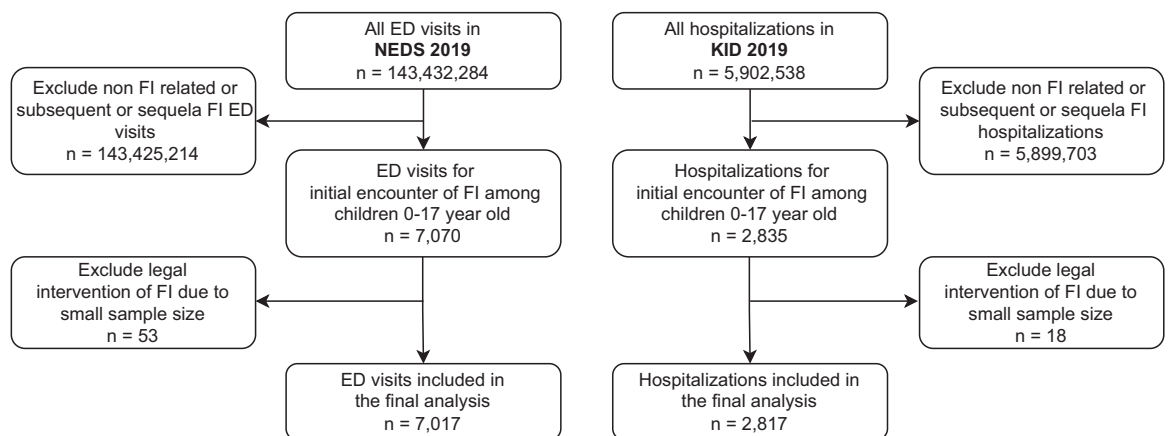 All ED visits in
NEDS 2019
n = 143,432,284
Exclude non FI related or
subsequent or sequela FI ED
visits
n = 143,425,214
ED visits for
initial encounter of FI among
children 0-17 year old
n = 7,070
Exclude legal
intervention of FI due to
small sample size
n = 53
ED visits included in
the final analysis
n = 7,017
All hospitalizations in
KID 2019
n = 5,902,538
Exclude non FI related or
subsequent or sequela FI
hospitalizations
n = 5,899,703
Hospitalizations for
initial encounter of FI among
children 0-17 year old
n = 2,835
Exclude legal
intervention of FI due to
small sample size
n = 18
Hospitalizations included in
the final analysis
n = 2,817